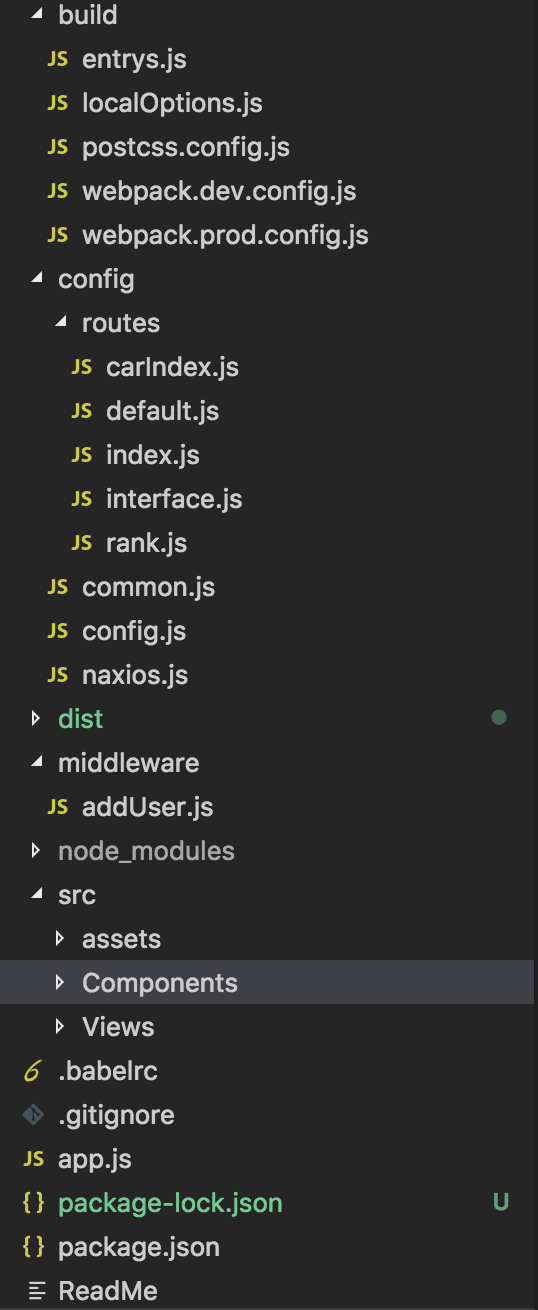 build
JS entrys.js
JS localOptions.js
JS postcss.config.js
JS webpack.dev.config.js
JS webpack.prod.config.js
config
routes
JS carIndex.js
JS default.js
JS index.js
JS interface.js
JS rank.js
JS common.js
JS config.js
JS naxios.js
dist
middleware
JS addUser.js
node_modules
src
assets
Components
Views
6 .babelrc
.gitignore
JS app.js
{} package-lock.json U
{} package.json
ReadMe